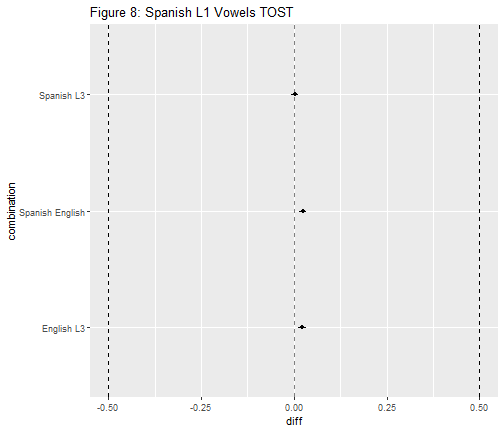 Figure 8: Spanish L1 Vowels TOST
combination
Spanish L3
Spanish English
English L3
-0.50 -0.25 0.00 0.25 0.50
diff